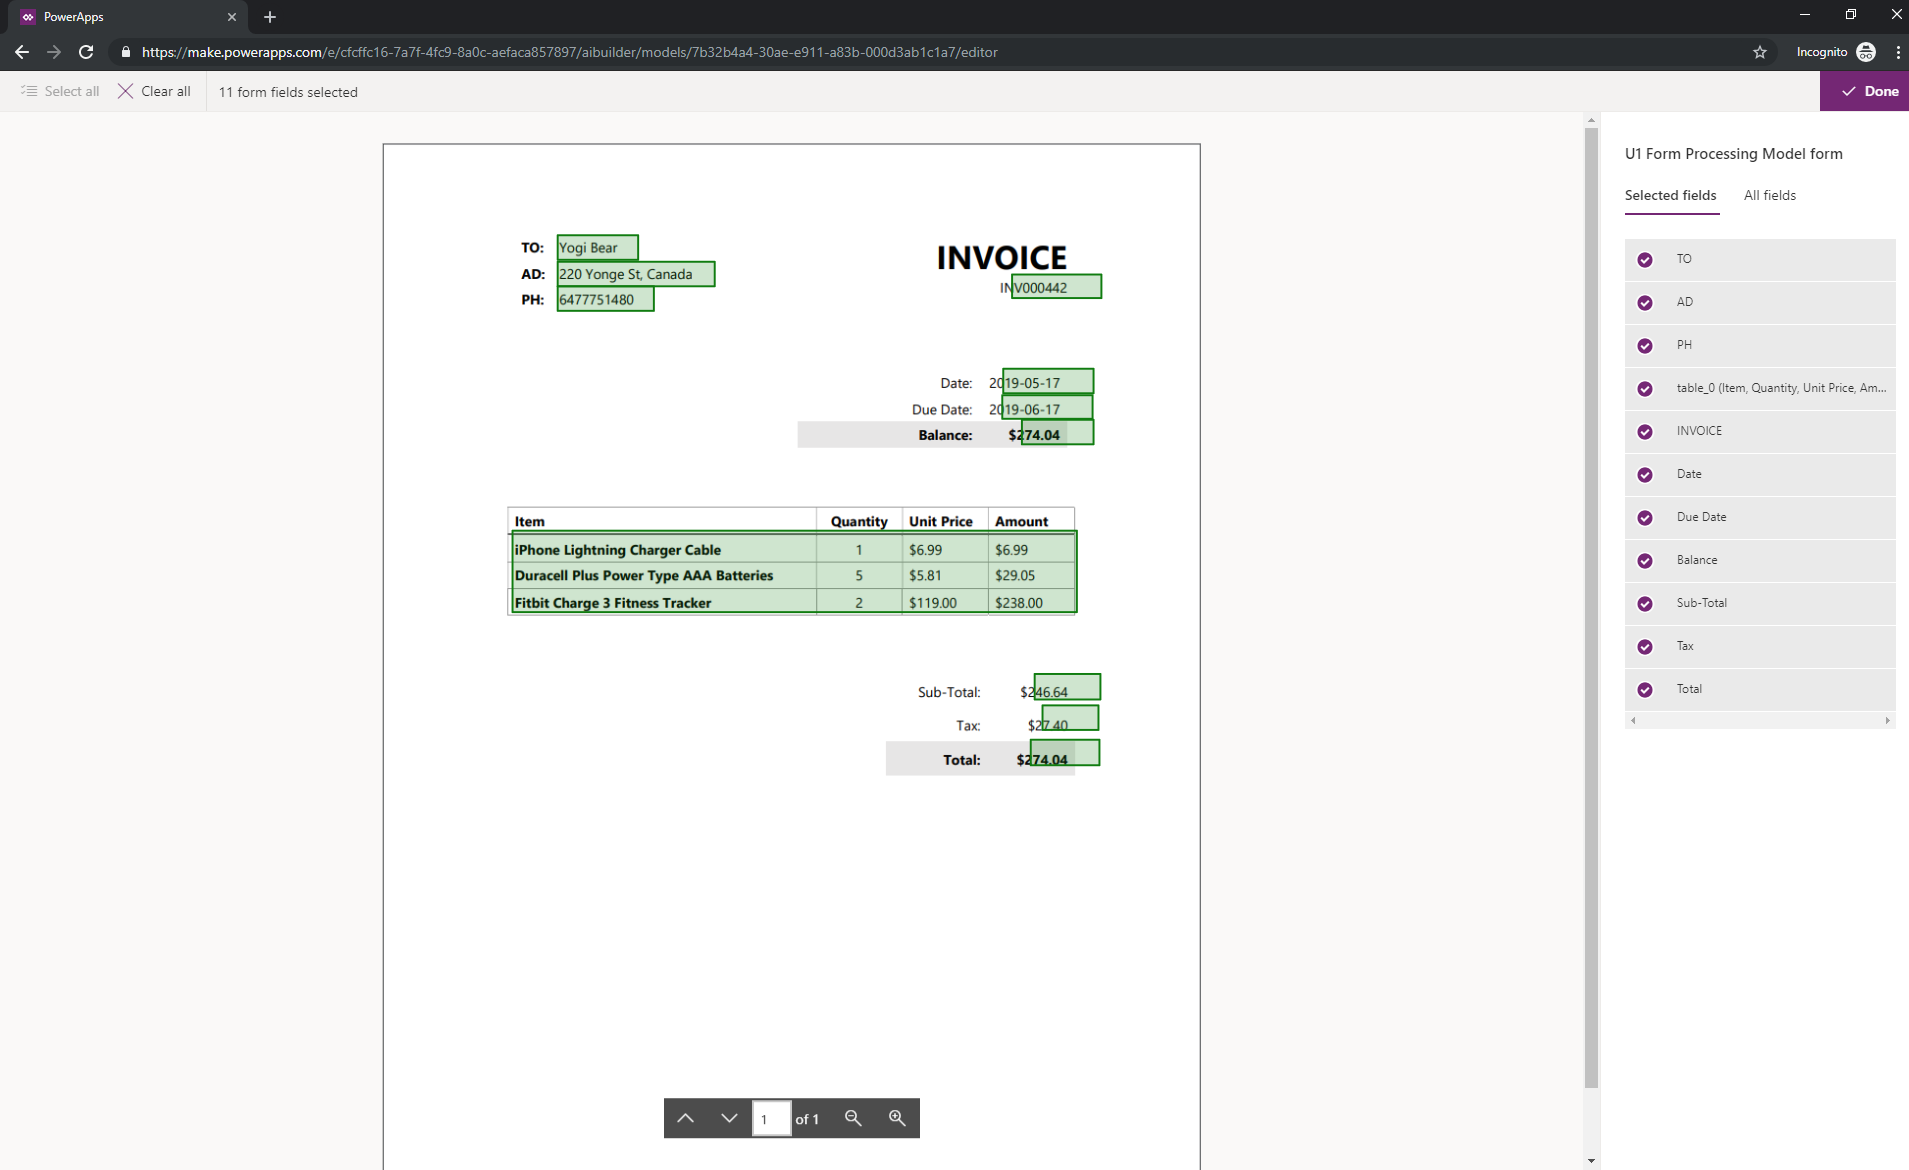 PowerApps
https://make.powerapps.com/e/cfcffc16-7a7f-4fc9-8a0c-aefaca857897/aibuilder/models/7b32b4a4-30ae-e911-a83b-000d3ab1c1a7/editor
Incognito
Select all
Clear all
11 form fields selected
Done
TO: Yogi Bear
AD: 220 Yonge St, Canada
PH: 6477751480
INVOICE
INV000442
Date: 2019-05-17
Due Date: 2019-06-17
Balance: $274.04
Item Quantity Unit Price Amount
iPhone Lightning Charger Cable 1 $6.99 $6.99
Duracell Plus Power Type AAA Batteries 5 $5.81 $29.05
Fitbit Charge 3 Fitness Tracker 2 $119.00 $238.00
Sub-Total: $246.64
Tax: $27.40
Total: $274.04
1 of 1
U1 Form Processing Model form
Selected fields All fields
TO
AD
PH
table_0 (Item, Quantity, Unit Price, Am...
INVOICE
Date
Due Date
Balance
Sub-Total
Tax
Total